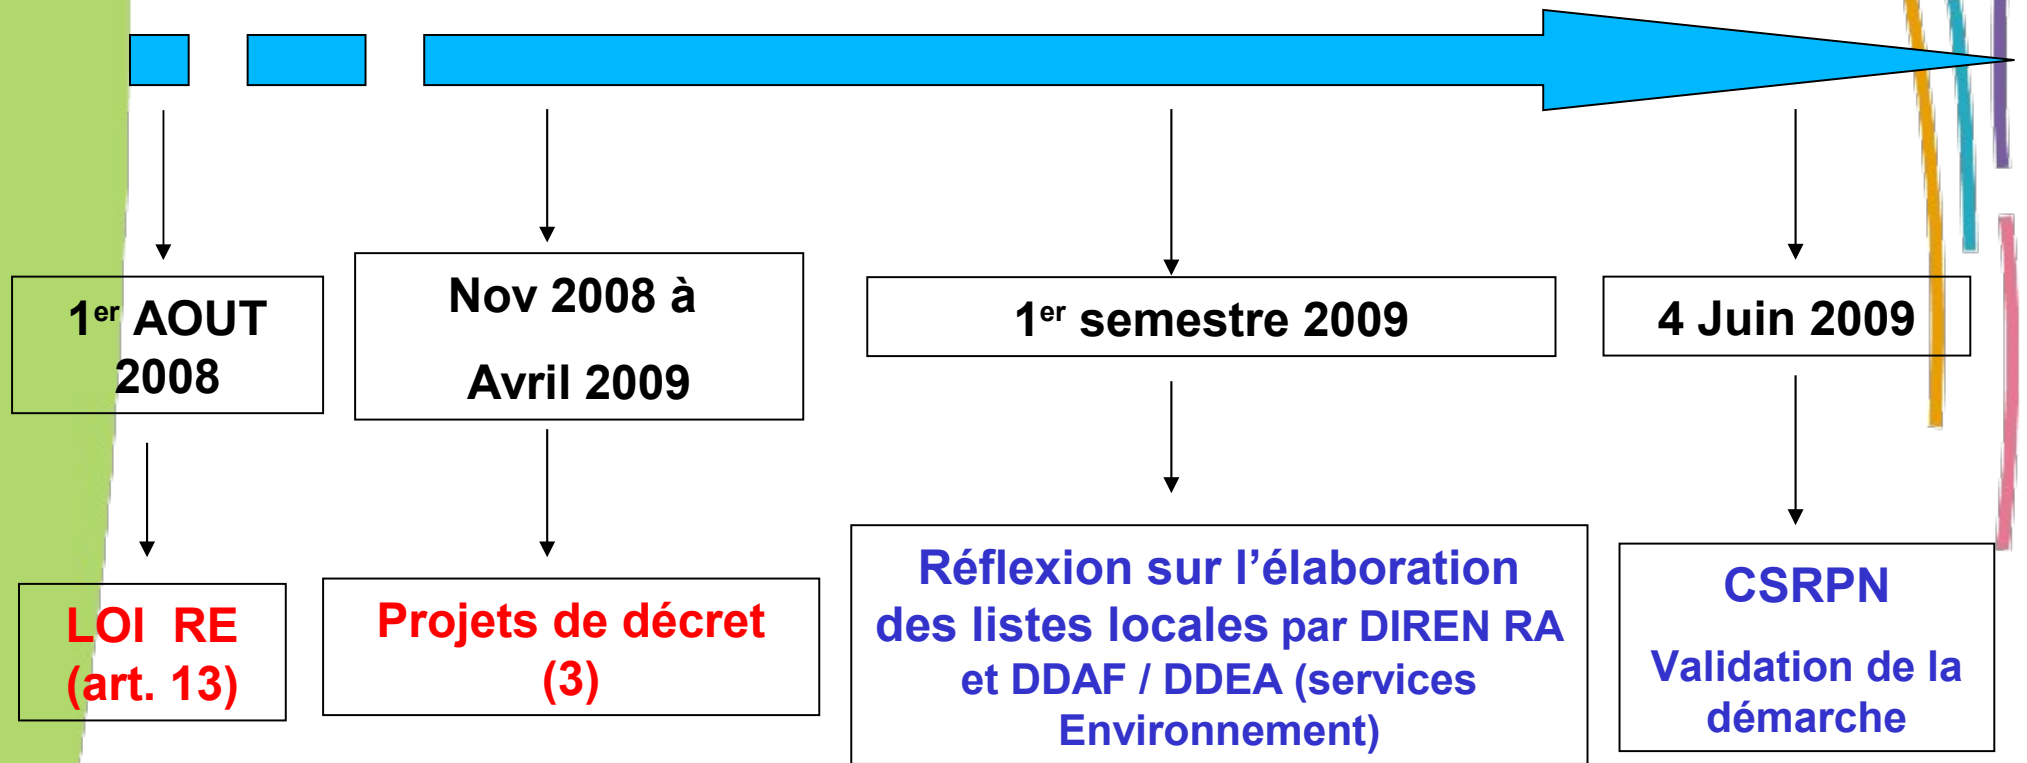 1er AOUT
2008
Nov 2008 à
Avril 2009
1er semestre 2009
4 Juin 2009
LOI RE
(art. 13)
Projets de décret
(3)
Réflexion sur l’élaboration
des listes locales par DIREN RA
et DDAF / DDEA (services
Environnement)
CSRPN
Validation de la
démarche